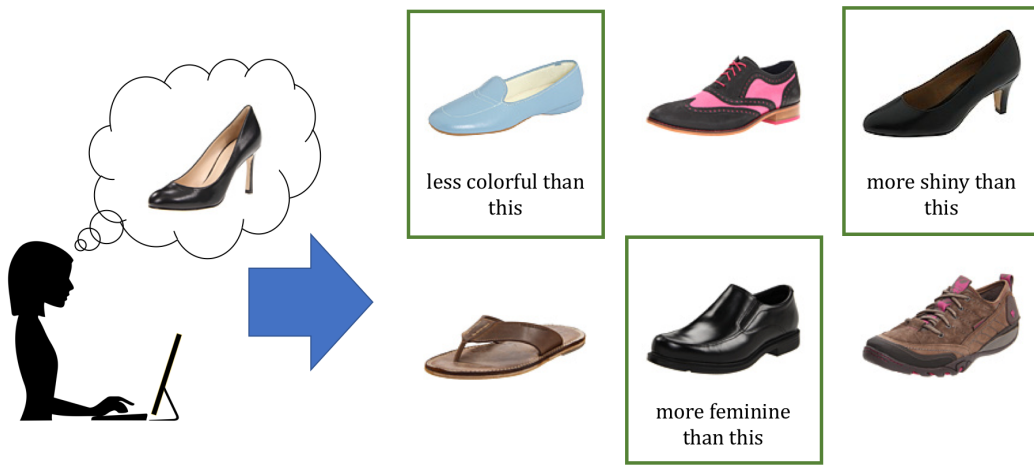 less colorful than
this
more shiny than
this
more feminine
than this